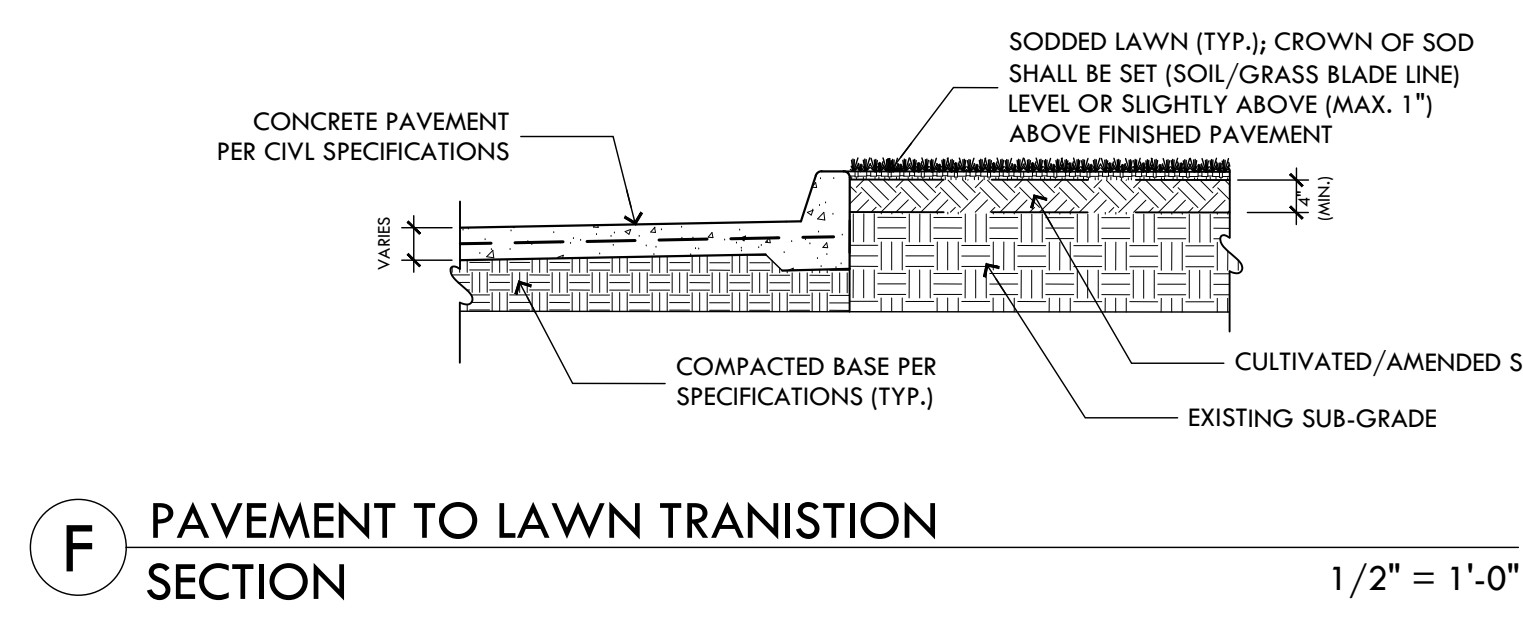 SODDED LAWN (TYP.); CROWN OF SOD
SHALL BE SET (SOIL/GRASS BLADE LINE)
LEVEL OR SLIGHTLY ABOVE (MAX. 1")
ABOVE FINISHED PAVEMENT
CONCRETE PAVEMENT
PER CIVL SPECIFICATIONS
VARIES
4"
(MIN.)
COMPACTED BASE PER
SPECIFICATIONS (TYP.)
CULTIVATED/AMENDED S
EXISTING SUB-GRADE
F
PAVEMENT TO LAWN TRANISTION
SECTION
1/2" = 1'-0"